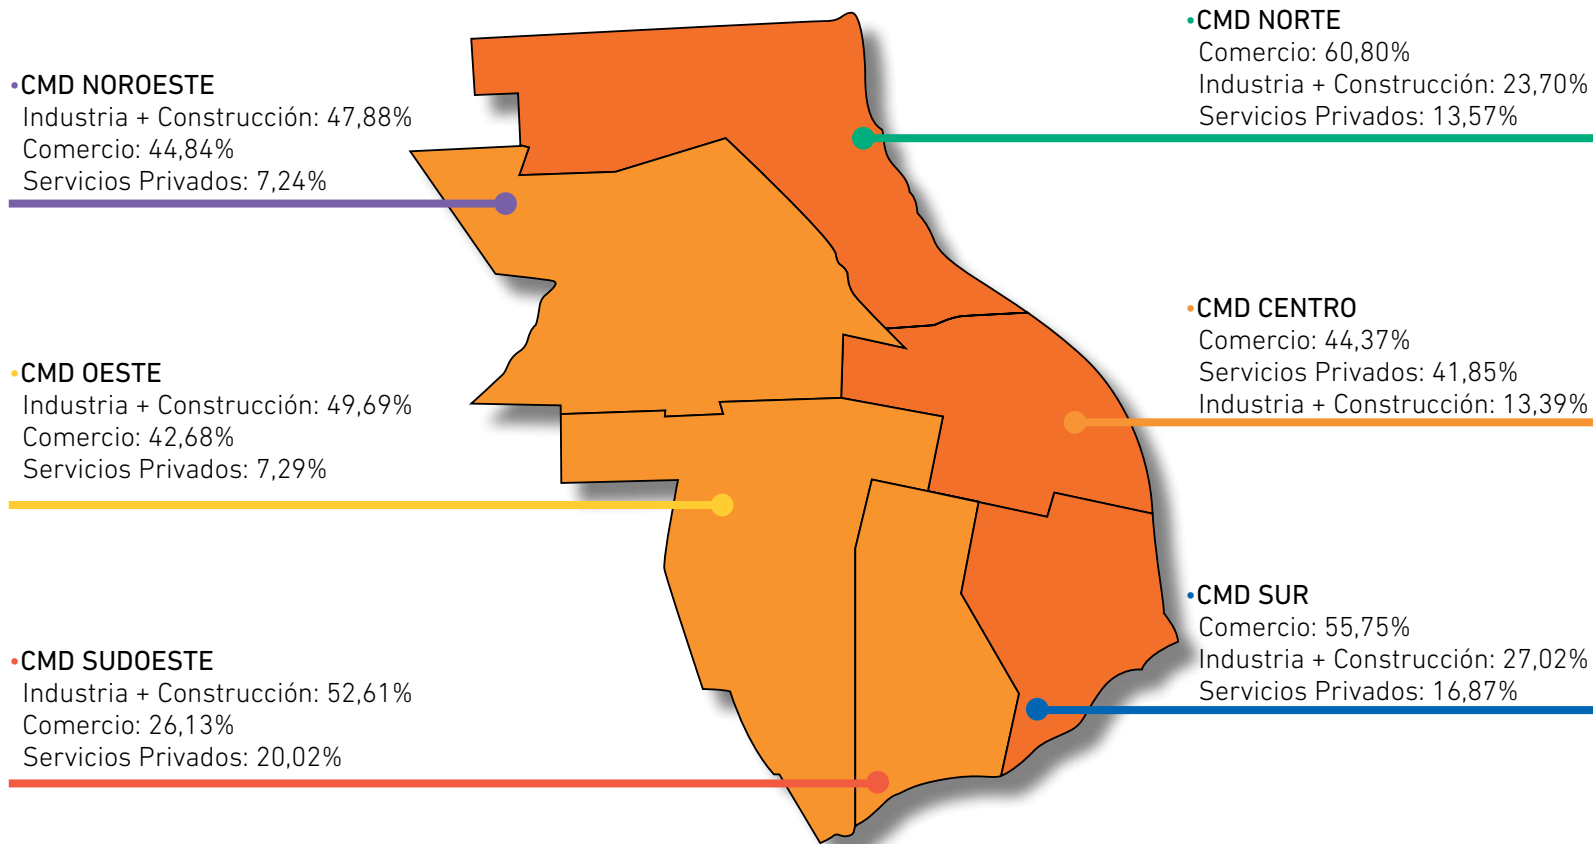 •CMD NOROESTE
Industria + Construcción: 47,88%
Comercio: 44,84%
Servicios Privados: 7,24%
•CMD OESTE
Industria + Construcción: 49,69%
Comercio: 42,68%
Servicios Privados: 7,29%
•CMD SUDOESTE
Industria + Construcción: 52,61%
Comercio: 26,13%
Servicios Privados: 20,02%
•CMD NORTE
Comercio: 60,80%
Industria + Construcción: 23,70%
Servicios Privados: 13,57%
•CMD CENTRO
Comercio: 44,37%
Servicios Privados: 41,85%
Industria + Construcción: 13,39%
•CMD SUR
Comercio: 55,75%
Industria + Construcción: 27,02%
Servicios Privados: 16,87%